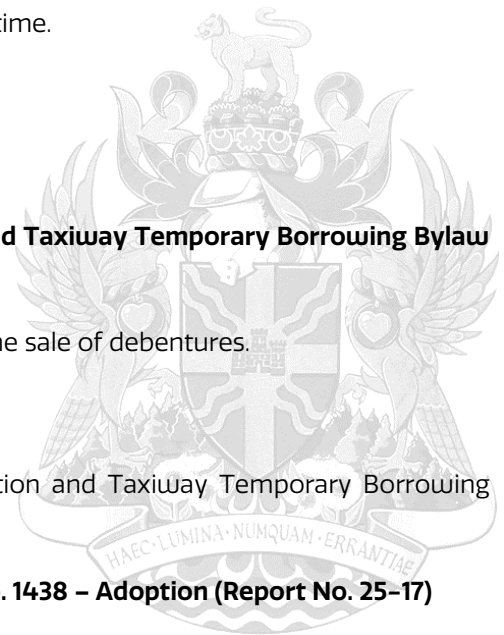 time.
d Taxiway Temporary Borrowing Bylaw
he sale of debentures.
tion and Taxiway Temporary Borrowing
HAEC·LUMINA·NUMQUAM·ERRANTIAE
o. 1438 – Adoption (Report No. 25-17)